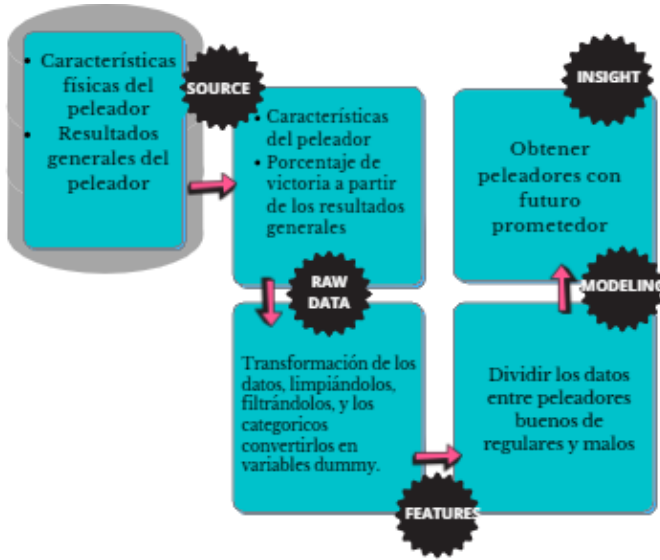 • Características
físicas del
peleador
• Resultados
generales del
peleador
SOURCE
• Características
del peleador
• Porcentaje de
victoria a partir
de los resultados
generales
RAW
DATA
Transformación de los
datos, limpiándolos,
filtrándolos, y los
categoricos
convertirlos en
variables dummy.
FEATURES
Dividir los datos
entre peleadores
buenos de
regulares y malos
MODELING
Obtener
peleadores con
futuro
prometedor
INSIGHT